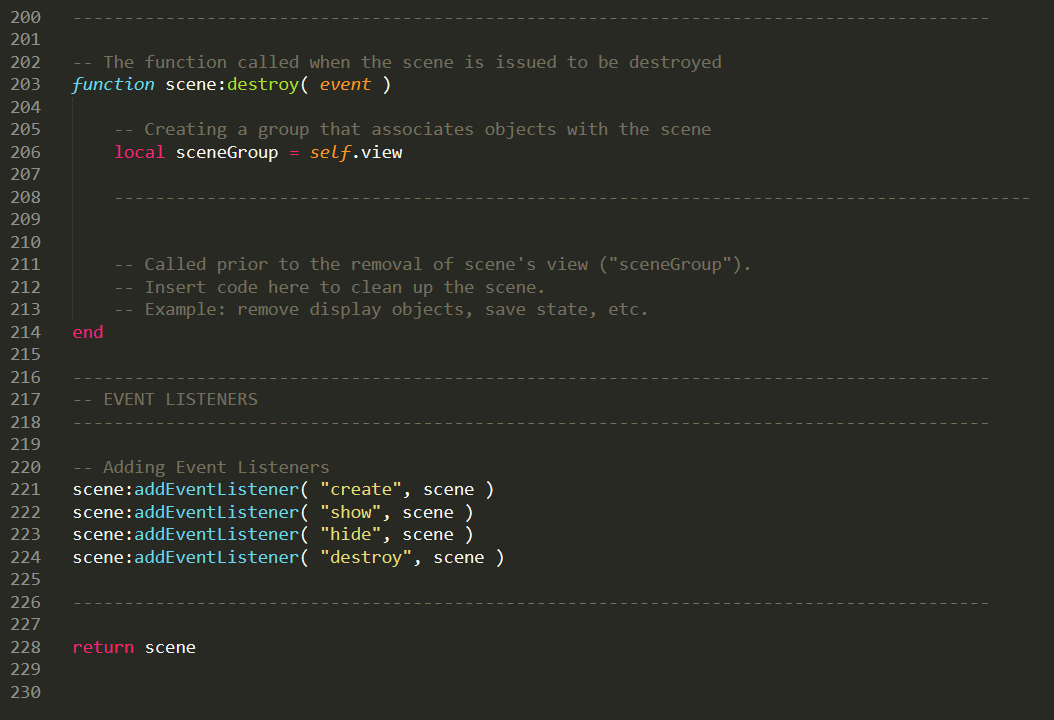 200 -----------------------------------------------------------------------------------------
201
202 -- The function called when the scene is issued to be destroyed
203 function scene:destroy( event )
204
205     -- Creating a group that associates objects with the scene
206     local sceneGroup = self.view
207
208     -----------------------------------------------------------------------------------------
209
210
211     -- Called prior to the removal of scene's view ("sceneGroup").
212     -- Insert code here to clean up the scene.
213     -- Example: remove display objects, save state, etc.
214 end
215
216 -----------------------------------------------------------------------------------------
217 -- EVENT LISTENERS
218 -----------------------------------------------------------------------------------------
219
220 -- Adding Event Listeners
221 scene:addEventListener( "create", scene )
222 scene:addEventListener( "show", scene )
223 scene:addEventListener( "hide", scene )
224 scene:addEventListener( "destroy", scene )
225
226 -----------------------------------------------------------------------------------------
227
228 return scene
229
230